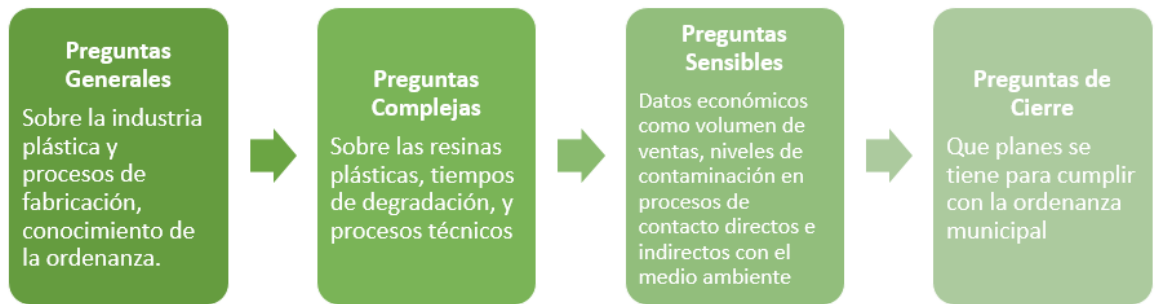 Preguntas
Generales
Sobre la industria
plástica y
procesos de
fabricación,
conocimiento de
la ordenanza.
Preguntas
Complejas
Sobre las resinas
plásticas, tiempos
de degradación, y
procesos técnicos
Preguntas
Sensibles
Datos económicos
como volumen de
ventas, niveles de
contaminación en
procesos de
contacto directos e
indirectos con el
medio ambiente
Preguntas de
Cierre
Que planes se
tiene para cumplir
con la ordenanza
municipal